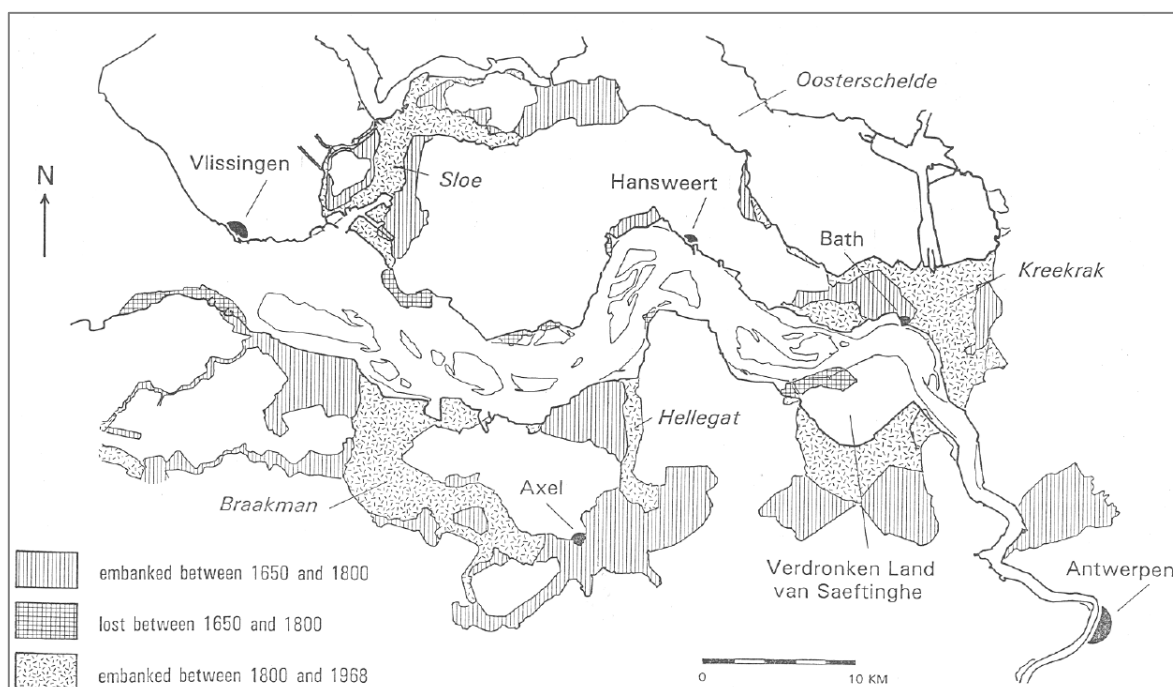 Oosterschelde
Vlissingen
N
Sloe
Hansweert
Bath
Kreekrak
Hellegat
Axel
Braakman
embanked between 1650 and 1800
Verdronken Land
van Saeftinghe
Antwerpen
lost between 1650 and 1800
embanked between 1800 and 1968
0 10 KM